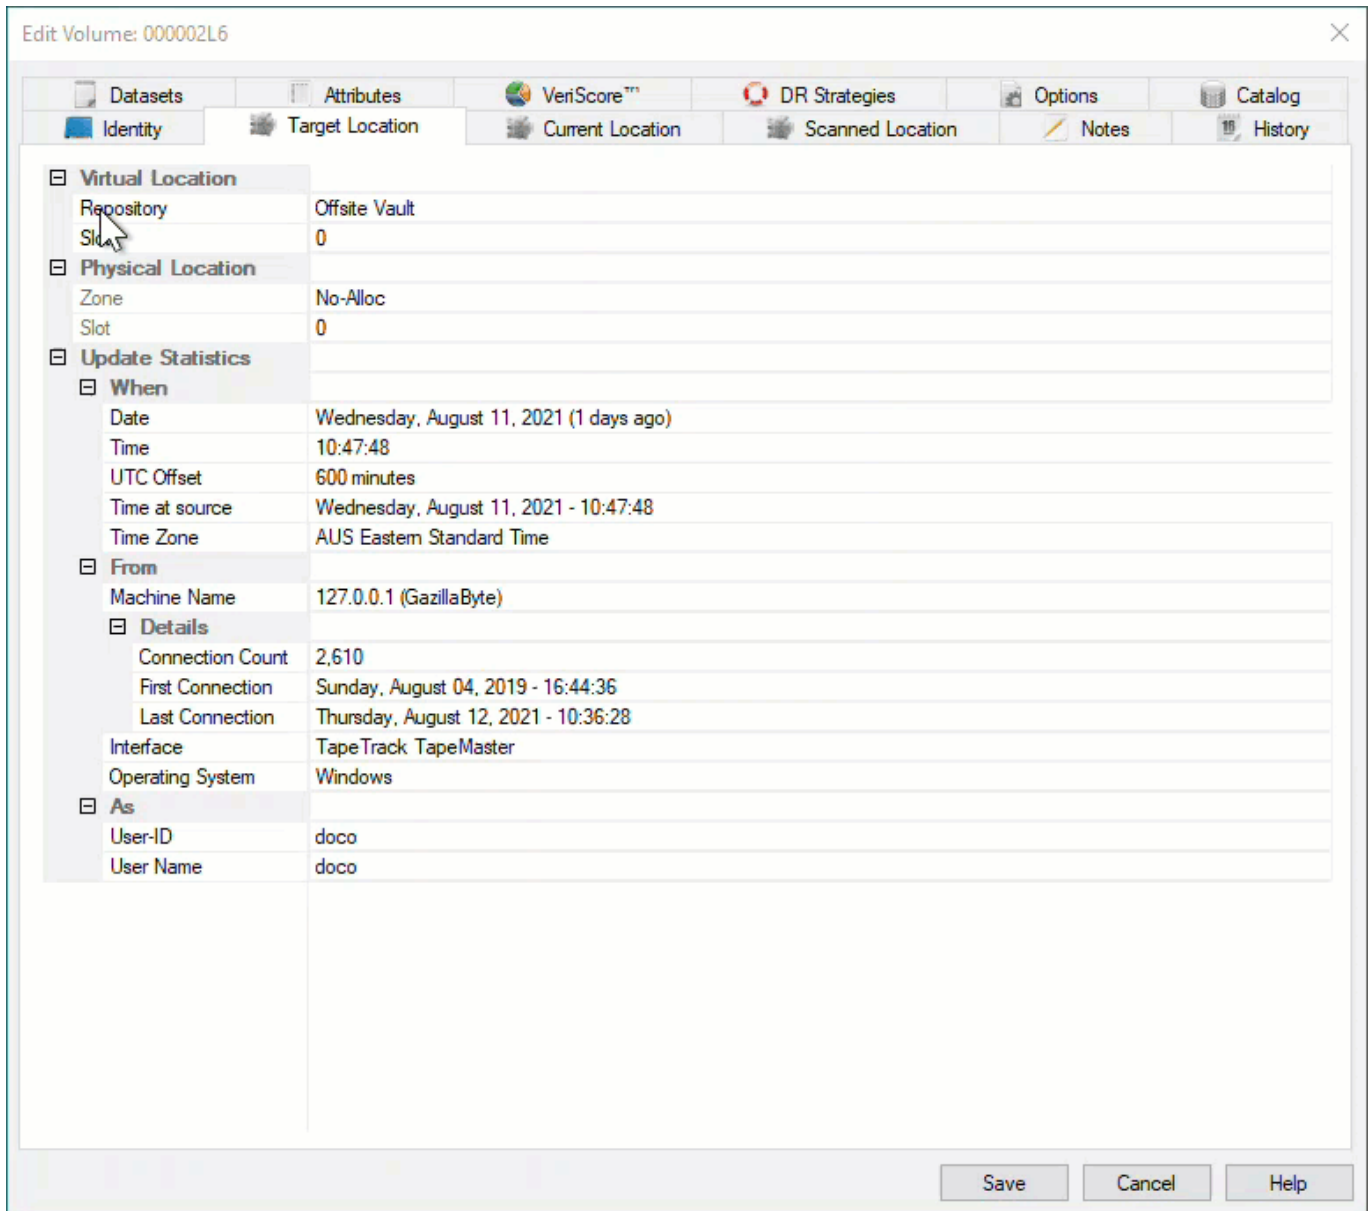 Edit Volume: 000002L6
Datasets Attributes VeriScore™ DR Strategies Options Catalog
Identity Target Location Current Location Scanned Location Notes History
Virtual Location
Repository Offsite Vault
0
Physical Location
Zone No-Alloc
Slot 0
Update Statistics
When
Date Wednesday, August 11, 2021 (1 days ago)
Time 10:47:48
UTC Offset 600 minutes
Time at source Wednesday, August 11, 2021 - 10:47:48
Time Zone AUS Eastern Standard Time
From
Machine Name 127.0.0.1 (GazillaByte)
Details
Connection Count 2,610
First Connection Sunday, August 04, 2019 - 16:44:36
Last Connection Thursday, August 12, 2021 - 10:36:28
Interface TapeTrack TapeMaster
Operating System Windows
As
User-ID doco
User Name doco
Save Cancel Help